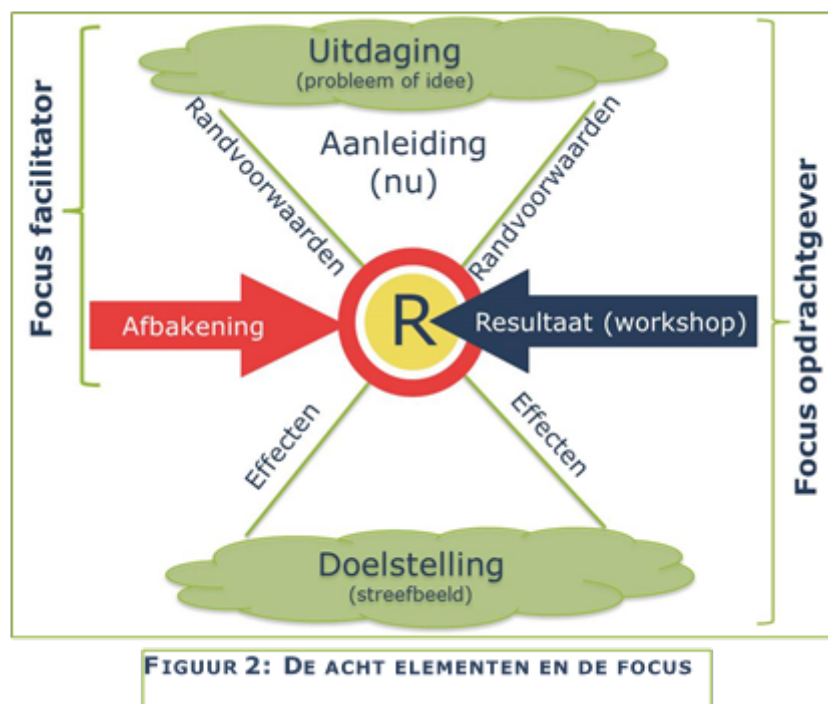 Uitdaging
(probleem of idee)
Randvoorwaarden
Aanleiding
(nu)
Randvoorwaarden
Focus facilitator
Afbakening
R
Resultaat (workshop)
Focus opdrachtgever
Effecten
Effecten
Doelstelling
(streefbeeld)
FIGUUR 2: DE ACHT ELEMENTEN EN DE FOCUS